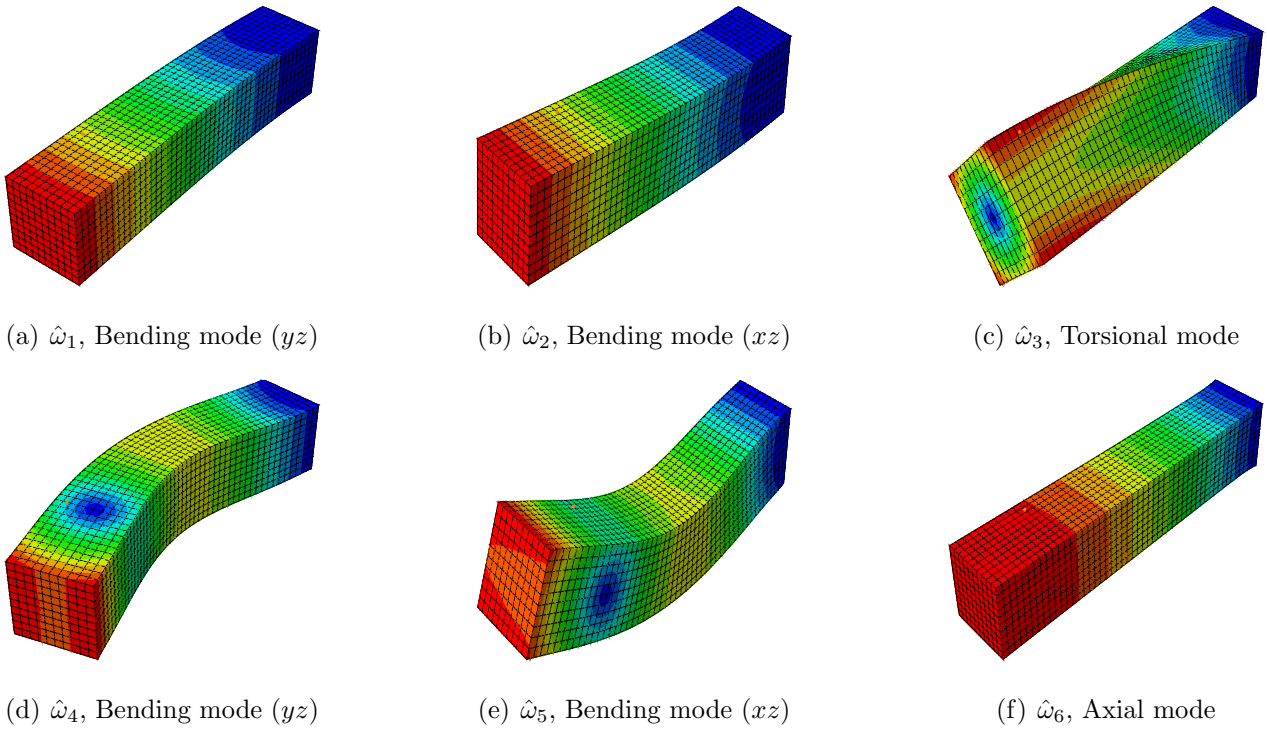 (a) ω̂₁, Bending mode (yz)
(b) ω̂₂, Bending mode (xz)
(c) ω̂₃, Torsional mode
(d) ω̂₄, Bending mode (yz)
(e) ω̂₅, Bending mode (xz)
(f) ω̂₆, Axial mode